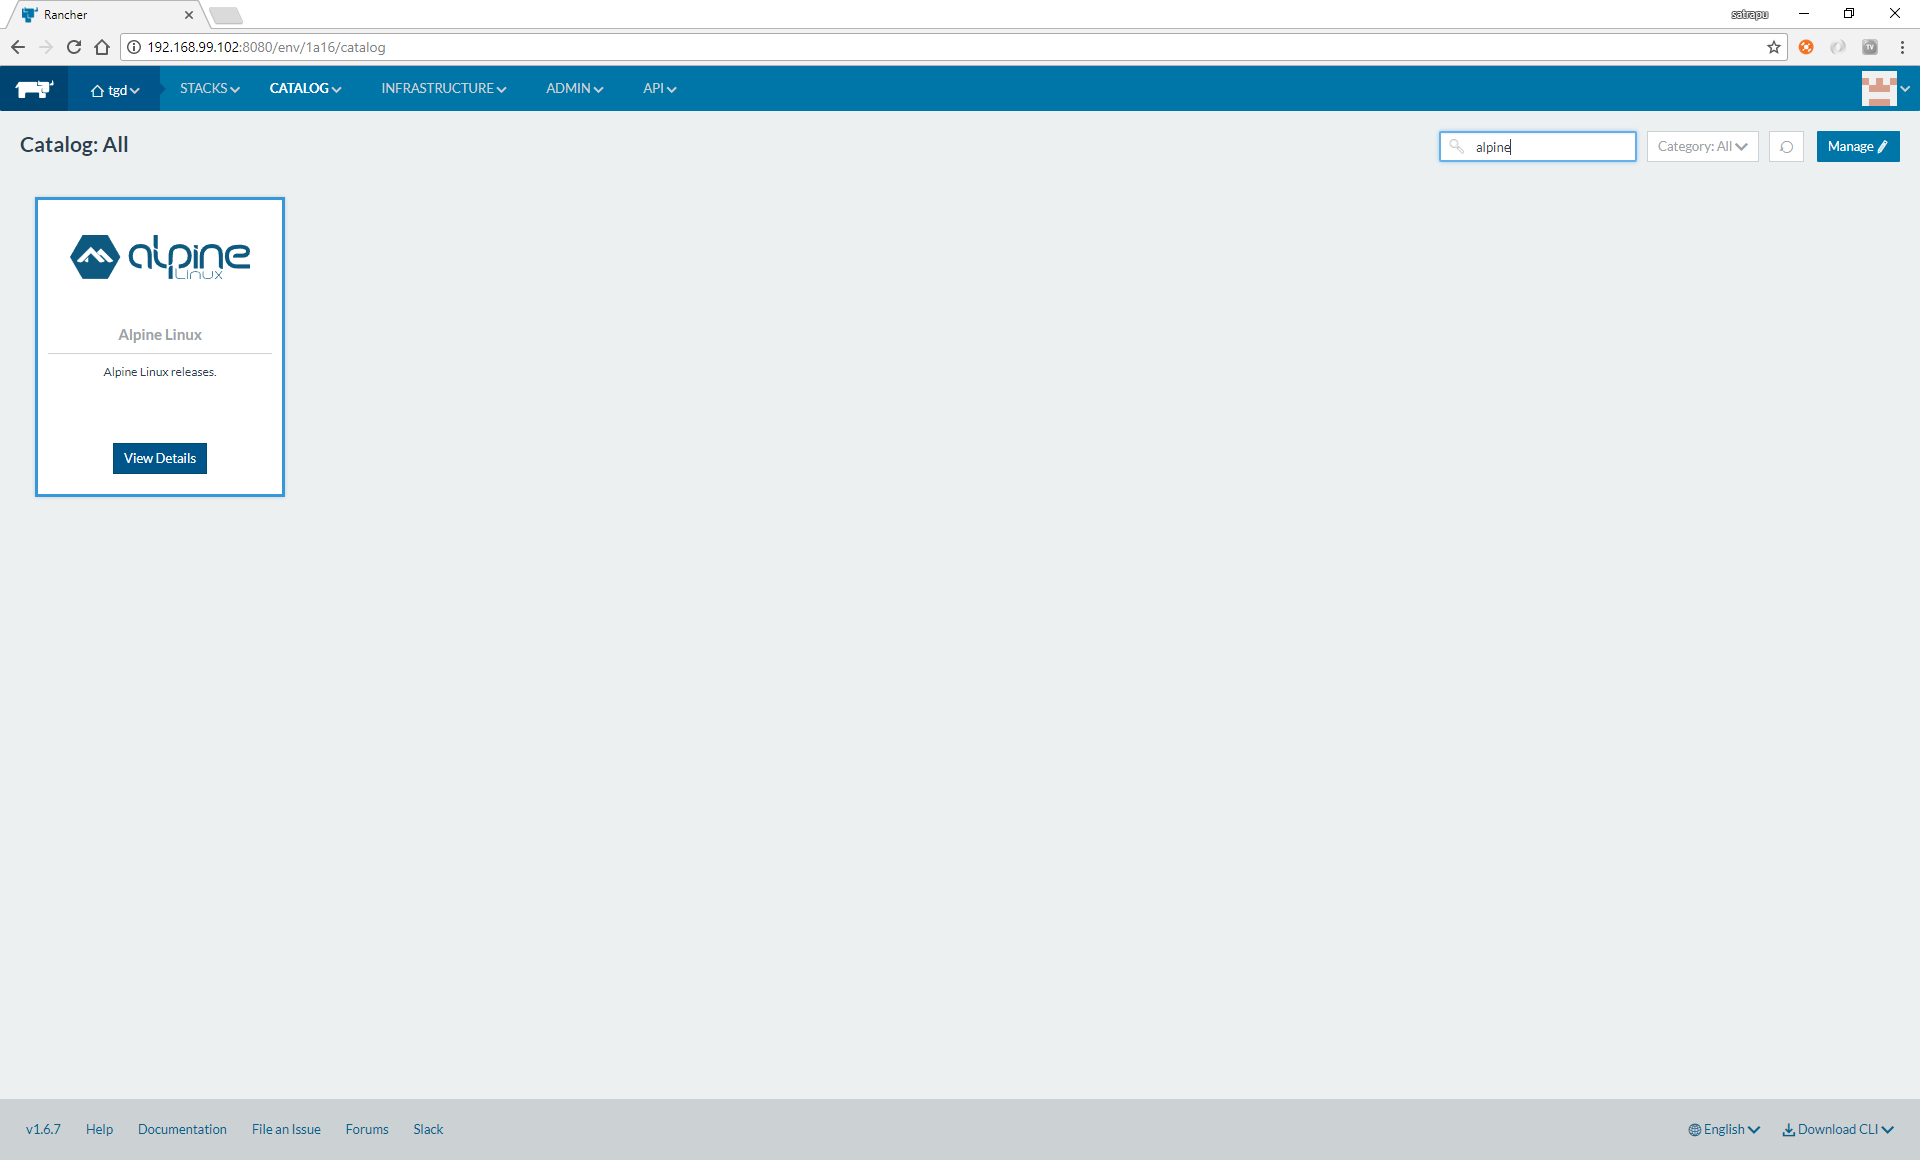 Rancher
satrapu
192.168.99.102:8080/env/1a16/catalog
TV
tgd STACKS CATALOG INFRASTRUCTURE ADMIN API
Catalog: All
alpine Category: All Manage
alpine
Linux
Alpine Linux
Alpine Linux releases.
View Details
v1.6.7 Help Documentation File an Issue Forums Slack English Download CLI